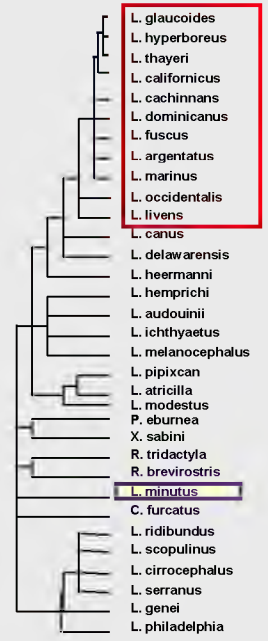 L. glaucoides
L. hyperboreus
L. thayeri
L. californicus
L. cachinnans
L. dominicanus
L. fuscus
L. argentatus
L. marinus
L. occidentalis
L. livens
L. canus
L. delawarensis
L. heermanni
L. hemprichi
L. audouinii
L. ichthyaetus
L. melanocephalus
L. pipixcan
L. atricilla
L. modestus
P. eburnea
X. sabini
R. tridactyla
R. brevirostris
L. minutus
C. furcatus
L. ridibundus
L. scopulinus
L. cirrocephalus
L. serranus
L. genei
L. philadelphia